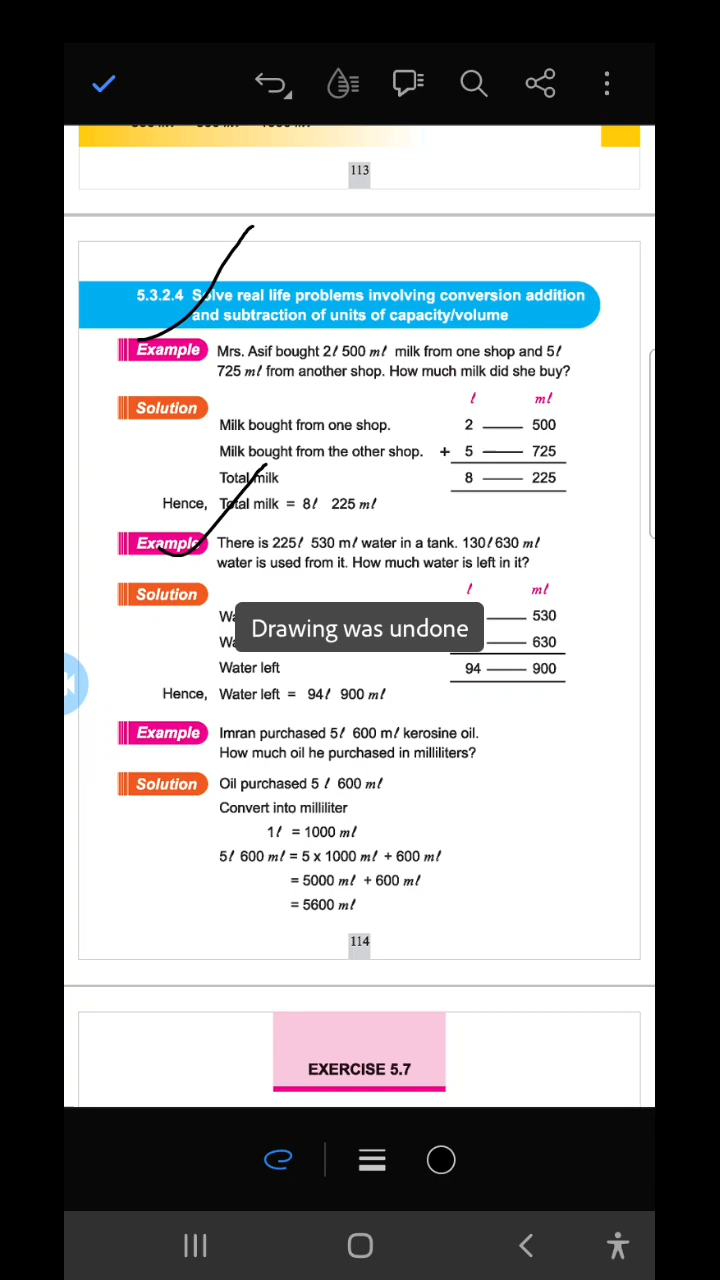 113
5.3.2.4 Solve real life problems involving conversion addition
and subtraction of units of capacity/volume
Example Mrs. Asif bought 2ℓ 500 mℓ milk from one shop and 5ℓ
725 mℓ from another shop. How much milk did she buy?
Solution ℓ mℓ
Milk bought from one shop. 2 —— 500
Milk bought from the other shop. + 5 —— 725
Total milk 8 —— 225
Hence, Total milk = 8ℓ 225 mℓ
Example There is 225ℓ 530 mℓ water in a tank. 130ℓ 630 mℓ
water is used from it. How much water is left in it?
Solution ℓ mℓ
—— 530
Drawing was undone
—— 630
Water left 94 —— 900
Hence, Water left = 94ℓ 900 mℓ
Example Imran purchased 5ℓ 600 mℓ kerosine oil.
How much oil he purchased in milliliters?
Solution Oil purchased 5 ℓ 600 mℓ
Convert into milliliter
1ℓ = 1000 mℓ
5ℓ 600 mℓ = 5 x 1000 mℓ + 600 mℓ
= 5000 mℓ + 600 mℓ
= 5600 mℓ
114
EXERCISE 5.7